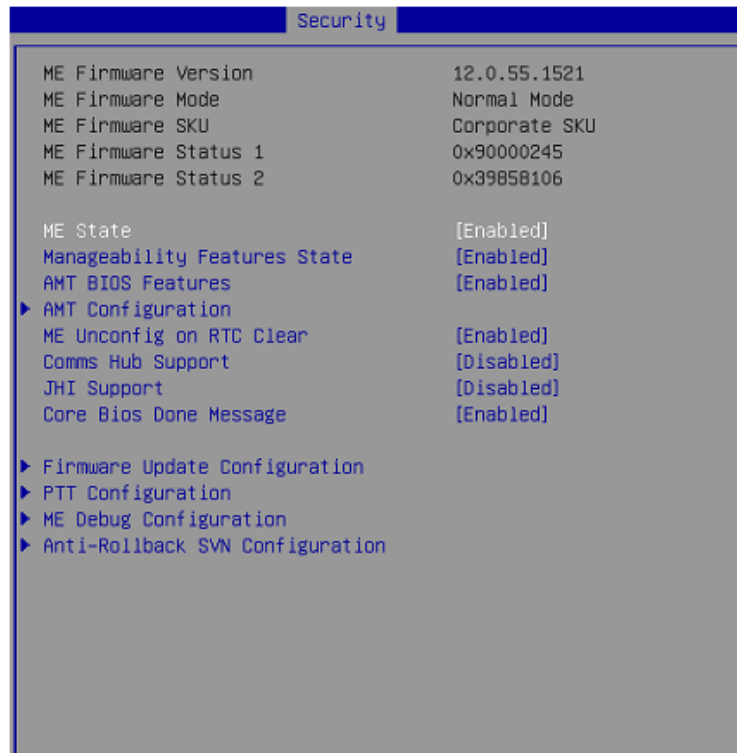 Security
ME Firmware Version 12.0.55.1521
ME Firmware Mode Normal Mode
ME Firmware SKU Corporate SKU
ME Firmware Status 1 0x90000245
ME Firmware Status 2 0x39858106
ME State [Enabled]
Manageability Features State [Enabled]
AMT BIOS Features [Enabled]
AMT Configuration
ME Unconfig on RTC Clear [Enabled]
Comms Hub Support [Disabled]
JHI Support [Disabled]
Core Bios Done Message [Enabled]
Firmware Update Configuration
PTT Configuration
ME Debug Configuration
Anti-Rollback SVN Configuration